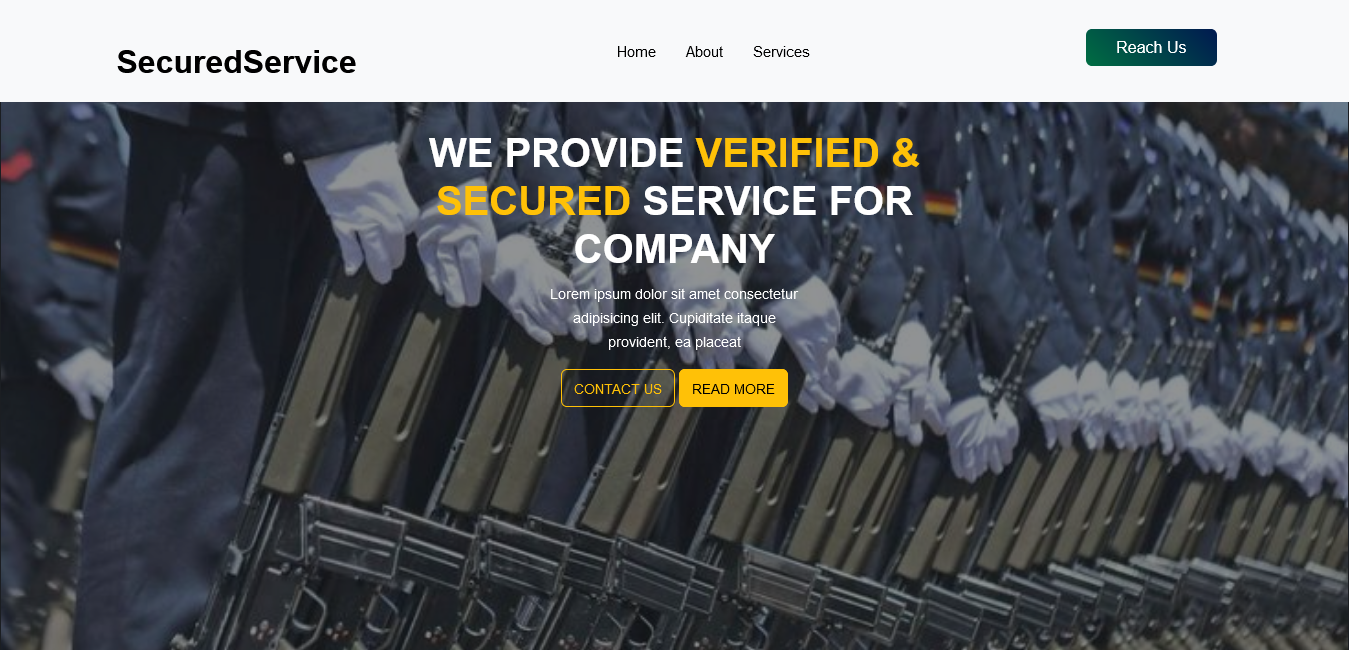 SecuredService
Home About Services
Reach Us
WE PROVIDE VERIFIED &
SECURED SERVICE FOR
COMPANY
Lorem ipsum dolor sit amet consectetur
adipisicing elit. Cupiditate itaque
provident, ea placeat
CONTACT US READ MORE